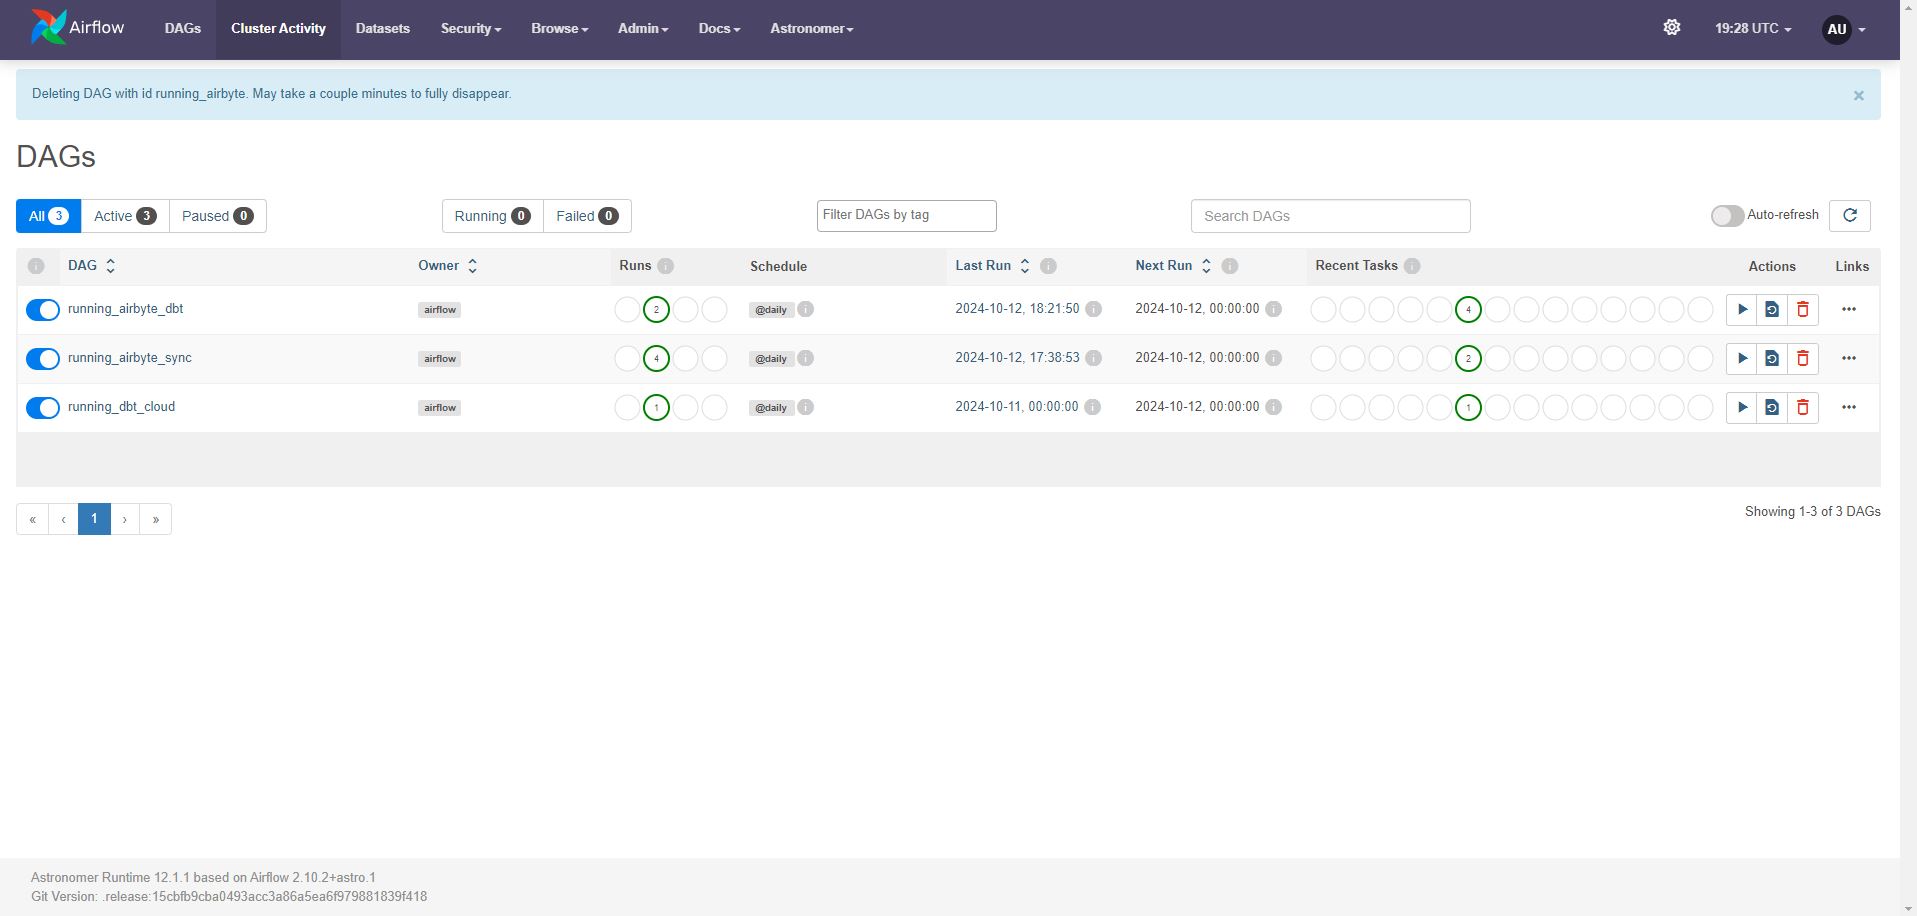 Airflow DAGs Cluster Activity Datasets Security Browse Admin Docs Astronomer 19:28 UTC AU
Deleting DAG with id running_airbyte. May take a couple minutes to fully disappear. ×
DAGs
All 3 Active 3 Paused 0 Running 0 Failed 0 Filter DAGs by tag Search DAGs Auto-refresh
i DAG Owner Runs i Schedule Last Run i Next Run i Recent Tasks i Actions Links
running_airbyte_dbt airflow 2 @daily i 2024-10-12, 18:21:50 i 2024-10-12, 00:00:00 i 4 ···
running_airbyte_sync airflow 4 @daily i 2024-10-12, 17:38:53 i 2024-10-12, 00:00:00 i 2 ···
running_dbt_cloud airflow 1 @daily i 2024-10-11, 00:00:00 i 2024-10-12, 00:00:00 i 1 ···
« ‹ 1 › » Showing 1-3 of 3 DAGs
Astronomer Runtime 12.1.1 based on Airflow 2.10.2+astro.1
Git Version: .release:15cbfb9cba0493acc3a86a5ea6f979881839f418